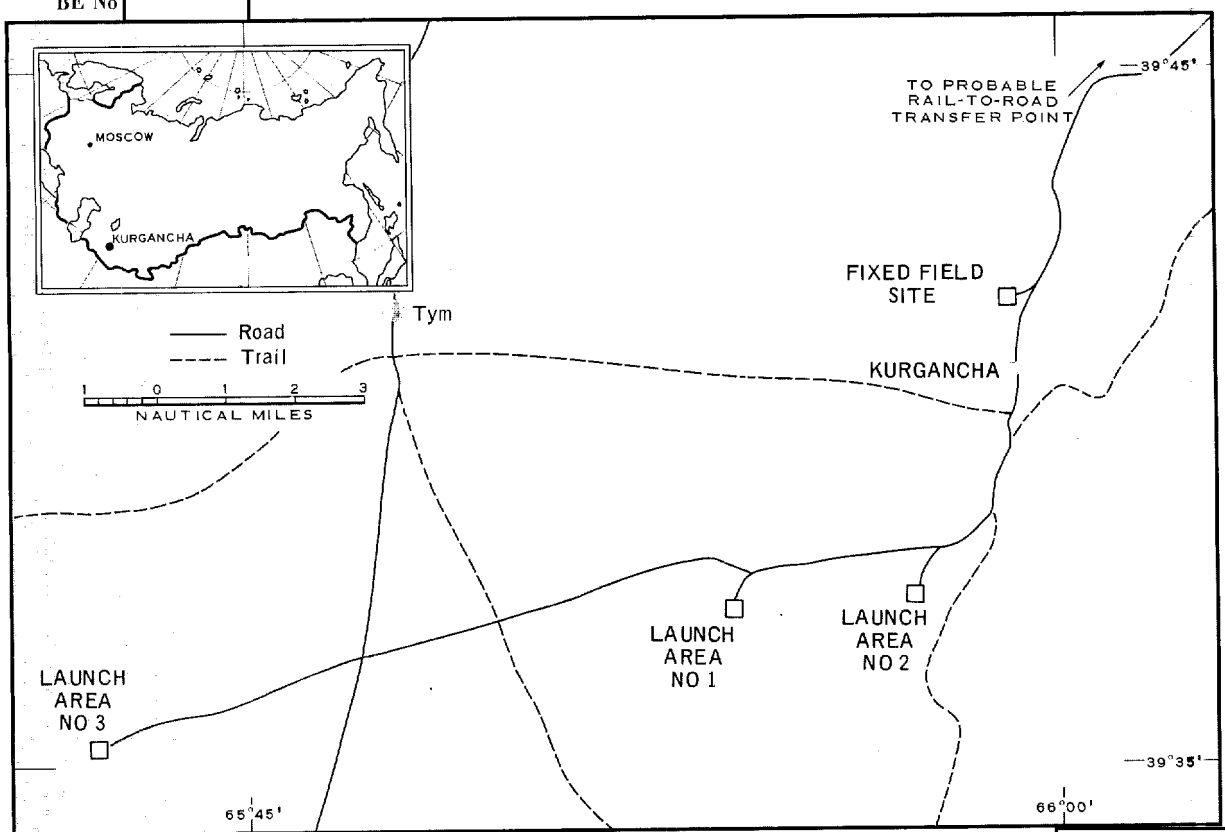 BE No
MOSCOW
KURGANCHA
TO PROBABLE
RAIL-TO-ROAD
TRANSFER POINT
39°45'
FIXED FIELD
SITE
Tym
Road
Trail
1 0 1 2 3
NAUTICAL MILES
KURGANCHA
LAUNCH
AREA
NO 1
LAUNCH
AREA
NO 2
LAUNCH
AREA
NO 3
39°35'
65°45'
66°00'